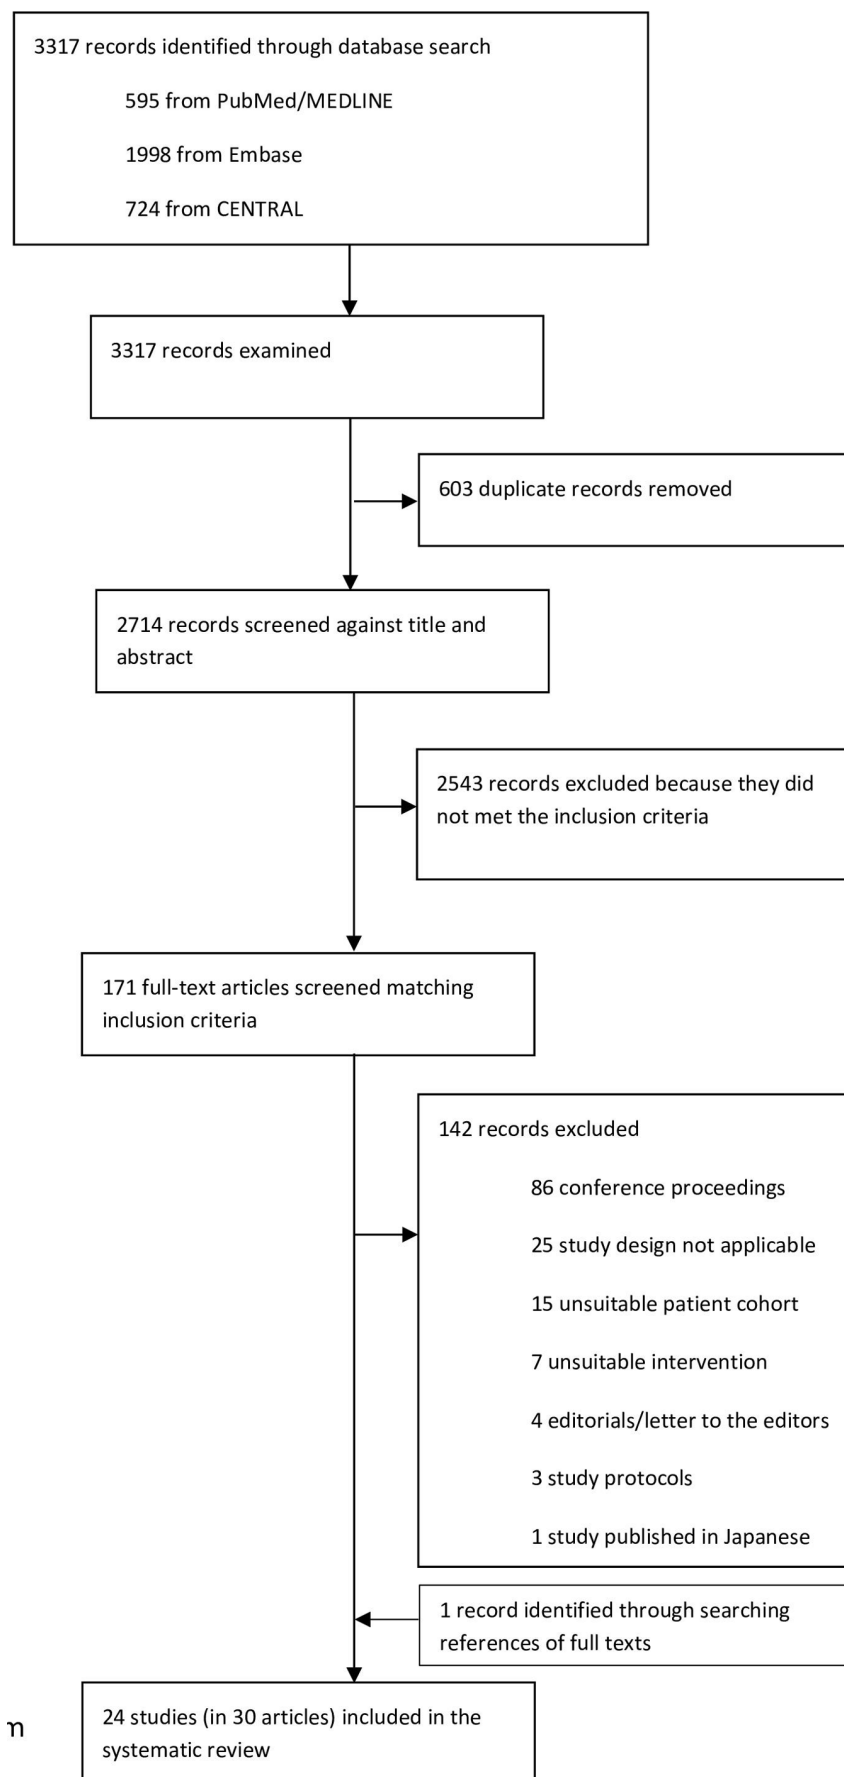 3317 records identified through database search
595 from PubMed/MEDLINE
1998 from Embase
724 from CENTRAL
3317 records examined
603 duplicate records removed
2714 records screened against title and
abstract
2543 records excluded because they did
not met the inclusion criteria
171 full-text articles screened matching
inclusion criteria
142 records excluded
86 conference proceedings
25 study design not applicable
15 unsuitable patient cohort
7 unsuitable intervention
4 editorials/letter to the editors
3 study protocols
1 study published in Japanese
1 record identified through searching
references of full texts
24 studies (in 30 articles) included in the
systematic review